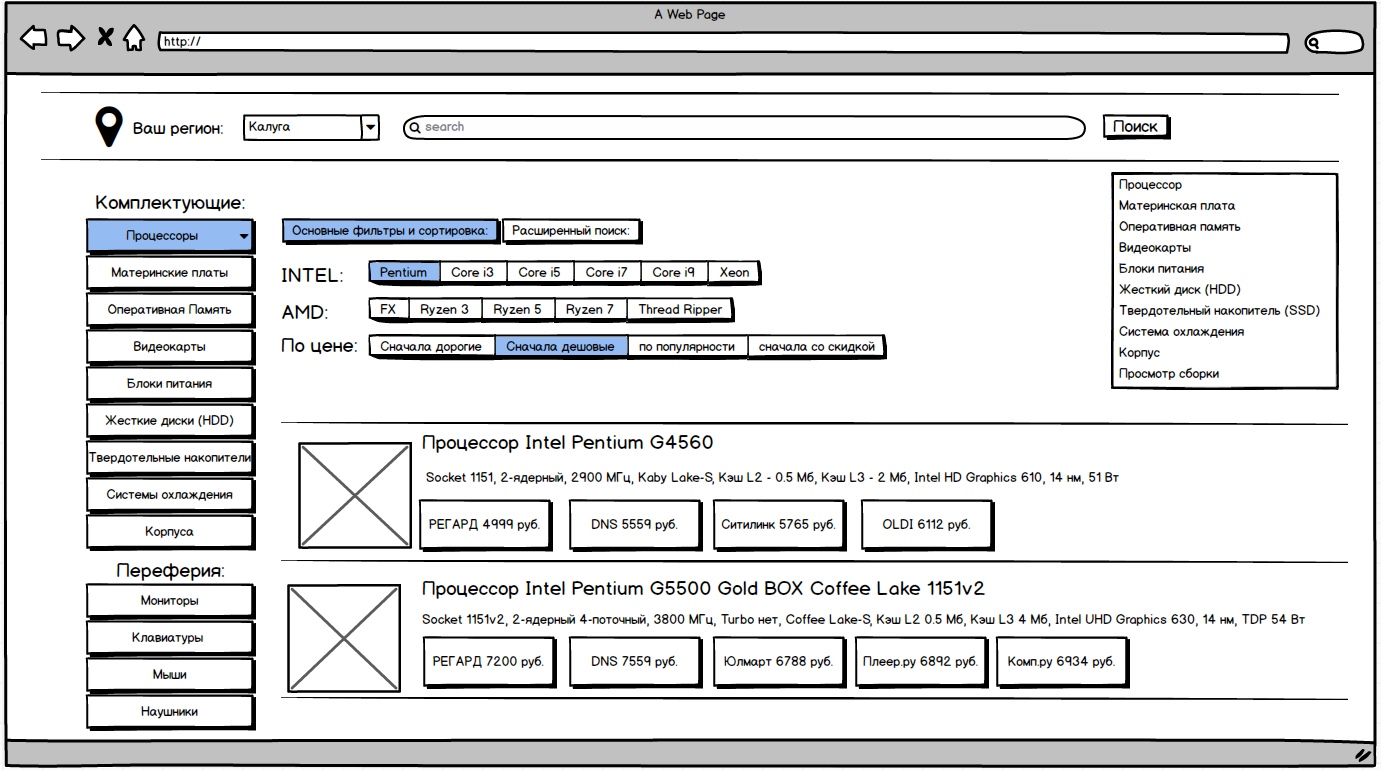 A Web Page
http://
Ваш регион: Калуга search Поиск
Комплектующие:
Процессоры
Материнские платы
Оперативная Память
Видеокарты
Блоки питания
Жесткие диски (HDD)
Твердотельные накопители
Системы охлаждения
Корпуса
Переферия:
Мониторы
Клавиатуры
Мыши
Наушники
Основные фильтры и сортировка: Расширенный поиск:
INTEL: Pentium Core i3 Core i5 Core i7 Core i9 Xeon
AMD: FX Ryzen 3 Ryzen 5 Ryzen 7 Thread Ripper
По цене: Сначала дорогие Сначала дешовые по популярности сначала со скидкой
Процессор
Материнская плата
Оперативная память
Видеокарты
Блоки питания
Жесткий диск (HDD)
Твердотельный накопитель (SSD)
Система охлаждения
Корпус
Просмотр сборки
Процессор Intel Pentium G4560
Socket 1151, 2-ядерный, 2900 МГц, Kaby Lake-S, Кэш L2 - 0.5 Мб, Кэш L3 - 2 Мб, Intel HD Graphics 610, 14 нм, 51 Вт
РЕГАРД 4999 руб. DNS 5559 руб. Ситилинк 5765 руб. OLDI 6112 руб.
Процессор Intel Pentium G5500 Gold BOX Coffee Lake 1151v2
Socket 1151v2, 2-ядерный 4-поточный, 3800 МГц, Turbo нет, Coffee Lake-S, Кэш L2 0.5 Мб, Кэш L3 4 Мб, Intel UHD Graphics 630, 14 нм, TDP 54 Вт
РЕГАРД 7200 руб. DNS 7559 руб. Юлмарт 6788 руб. Плеер.ру 6892 руб. Комп.ру 6934 руб.